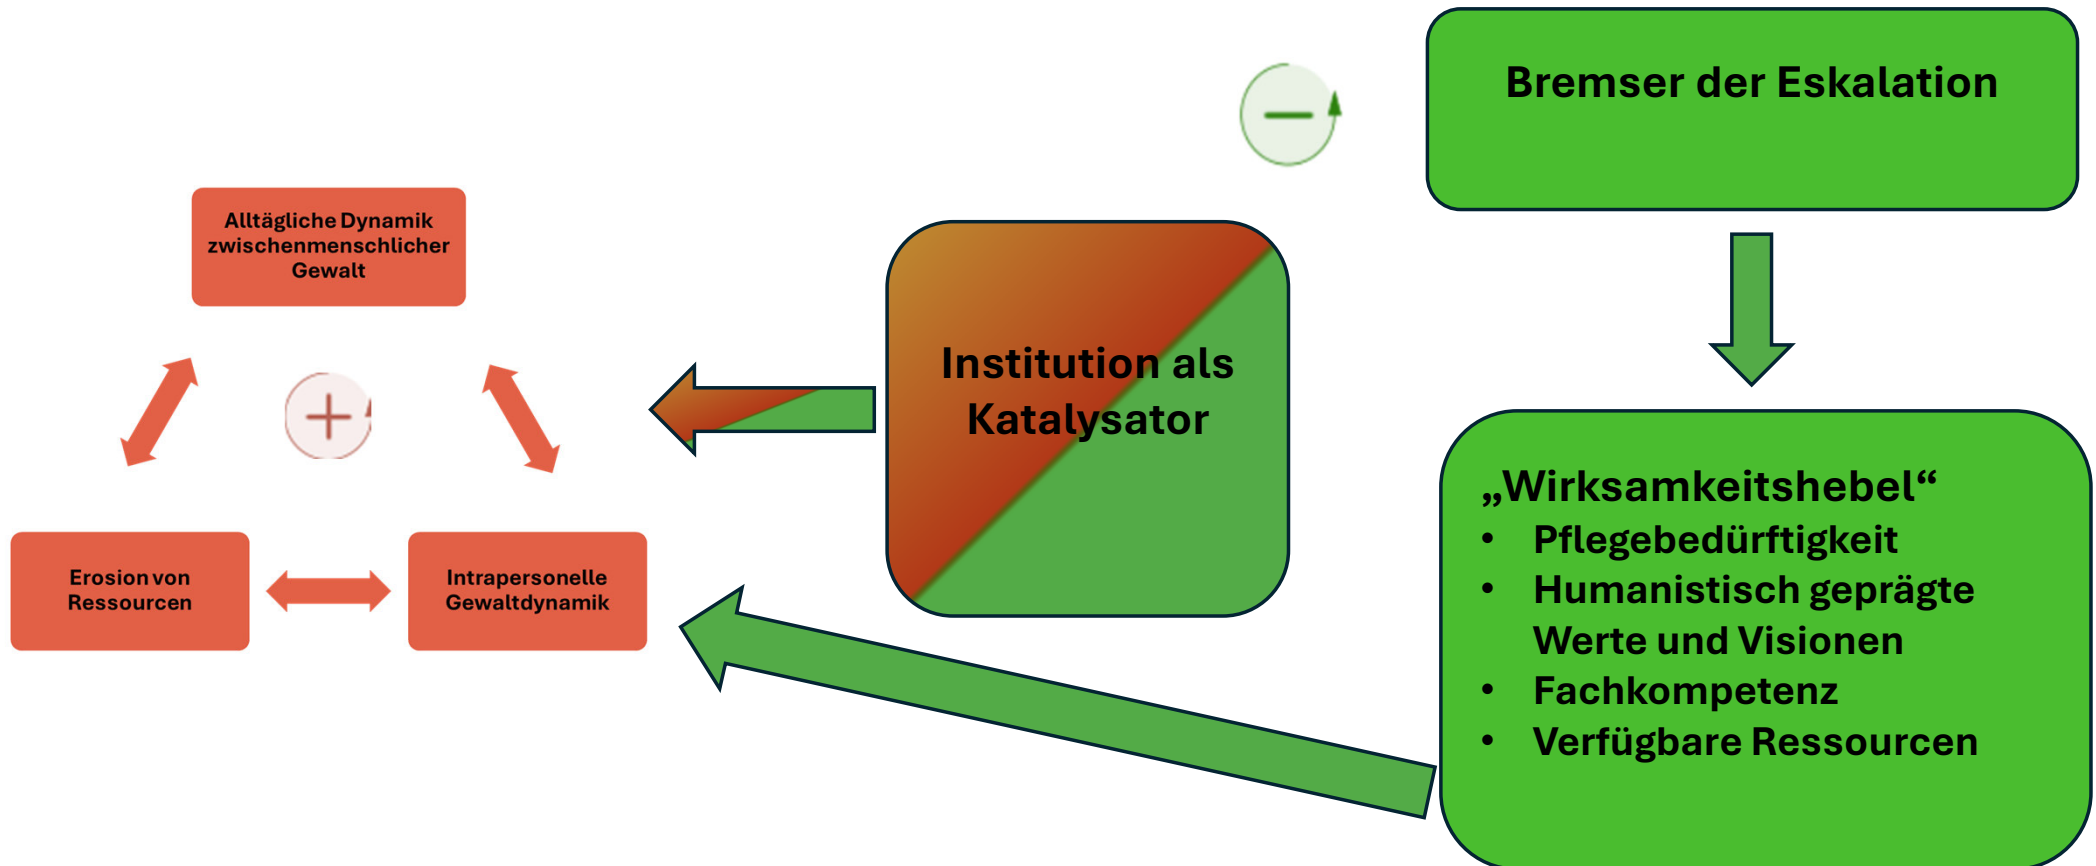 Bremser der Eskalation
Alltägliche Dynamik
zwischenmenschlicher
Gewalt
Institution als
Katalysator
„Wirksamkeitshebel“
• Pflegebedürftigkeit
• Humanistisch geprägte
Werte und Visionen
• Fachkompetenz
• Verfügbare Ressourcen
Erosion von
Ressourcen
Intrapersonelle
Gewaltdynamik